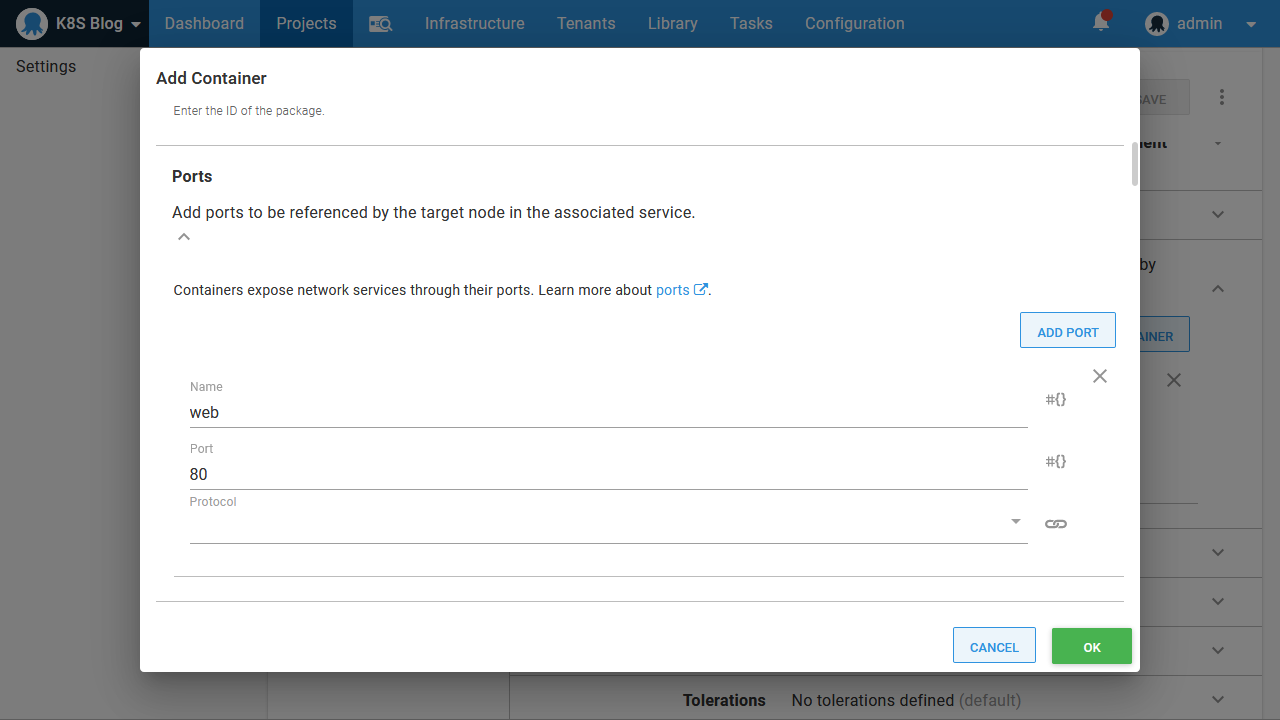 K8S Blog
Dashboard
Projects
Infrastructure
Tenants
Library
Tasks
Configuration
admin
Settings
Add Container
Enter the ID of the package.
Ports
Add ports to be referenced by the target node in the associated service.
Containers expose network services through their ports. Learn more about ports.
by
ADD PORT
Name
web
#{}
Port
80
#{}
Protocol
CANCEL
OK
Tolerations
No tolerations defined (default)